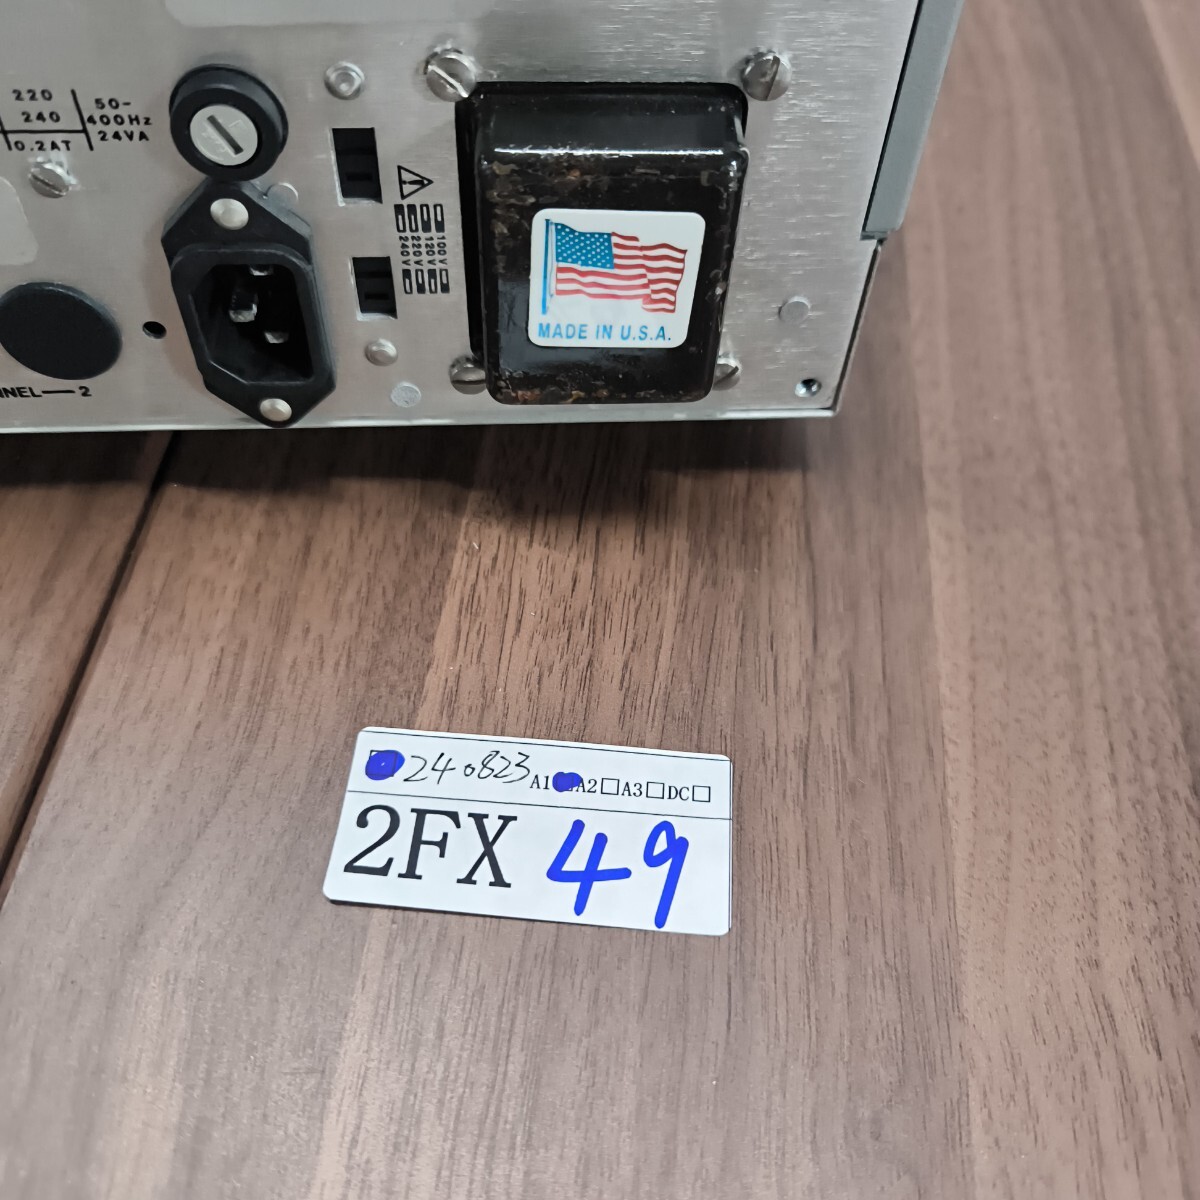 220
240
0.2AT
50-
400Hz
24VA
100V
120V
220V
240V
MADE IN U.S.A.
NNEL—2
240823 A1 A2□A3□DC□
2FX 49